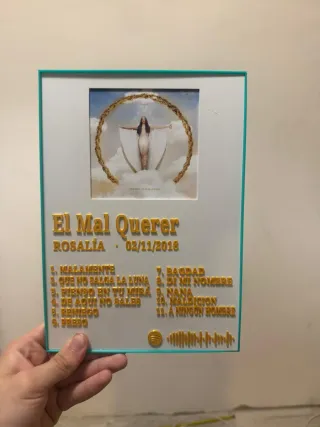 El Mal Querer
ROSALÍA · 02/11/2018
1. MALAMENTE
2. QUE NO SALGA LA LUNA
3. PIENSO EN TU MIRÁ
4. DE AQUÍ NO SALES
5. RENIEGO
6. PRESO
7. BAGDAD
8. DI MI NOMBRE
9. NANA
10. MALDICIÓN
11. A NINGÚN HOMBRE